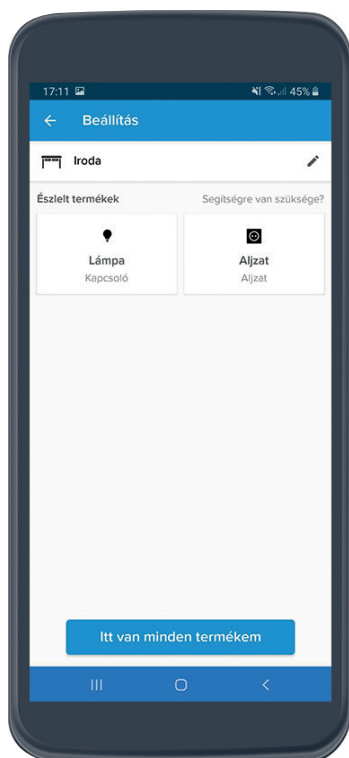 17:11 45%
Beállítás
Iroda
Észlelt termékek Segítségre van szüksége?
Lámpa Aljzat
Kapcsoló Aljzat
Itt van minden termékem